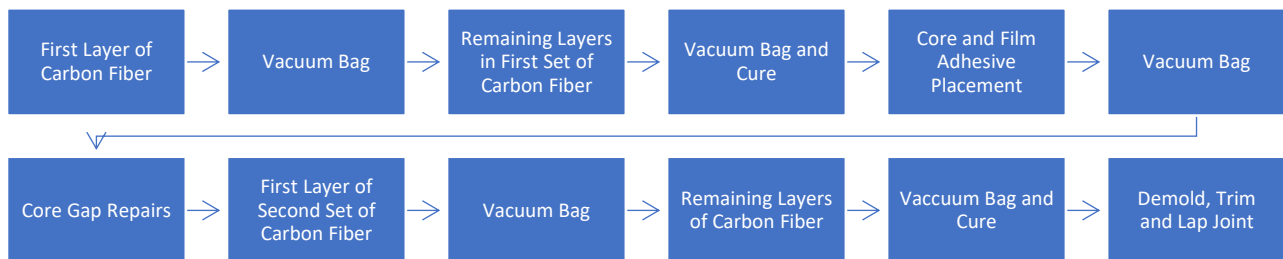 First Layer of
Carbon Fiber
Vacuum Bag
Remaining Layers
in First Set of
Carbon Fiber
Vacuum Bag and
Cure
Core and Film
Adhesive
Placement
Vacuum Bag
Core Gap Repairs
First Layer of
Second Set of
Carbon Fiber
Vacuum Bag
Remaining Layers
of Carbon Fiber
Vaccuum Bag and
Cure
Demold, Trim
and Lap Joint